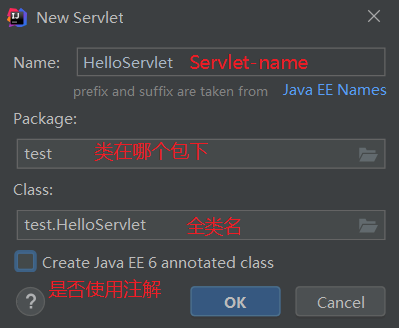 New Servlet
Name: HelloServlet Servlet-name
prefix and suffix are taken from Java EE Names
Package:
test 类在哪个包下
Class:
test.HelloServlet 全类名
Create Java EE 6 annotated class
? 是否使用注解 OK Cancel